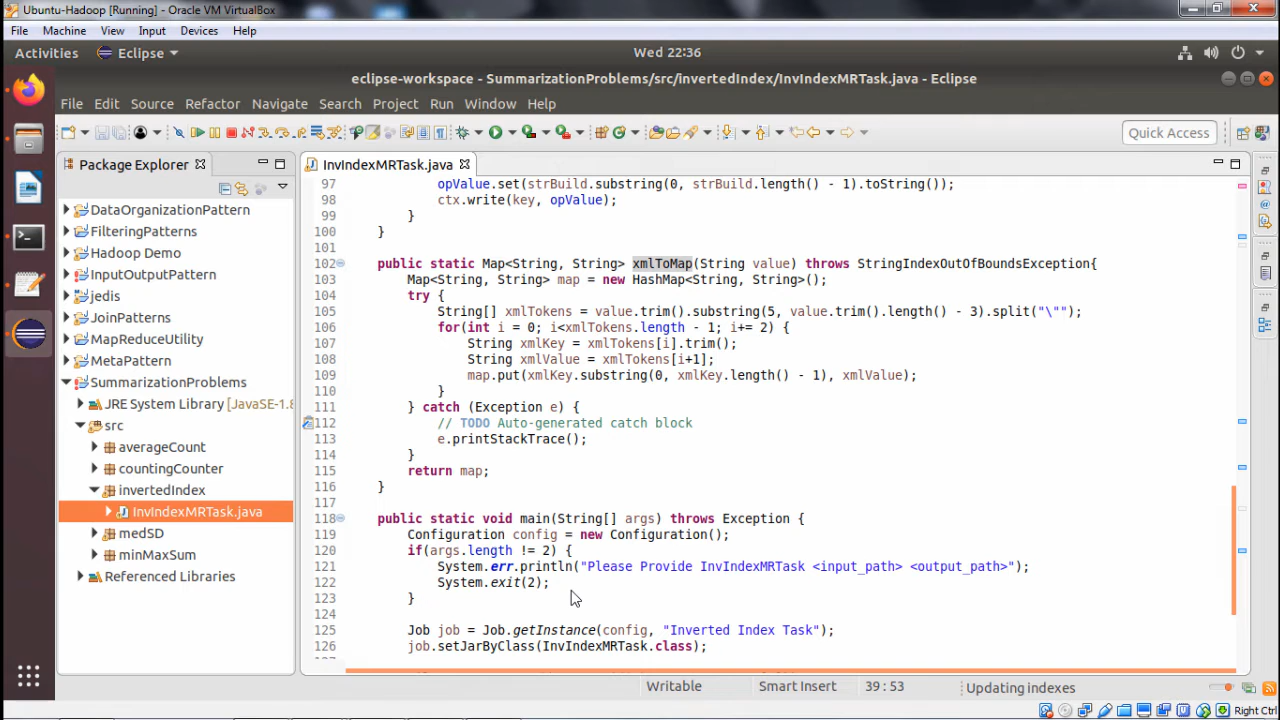 Ubuntu-Hadoop [Running] - Oracle VM VirtualBox
File Machine View Input Devices Help
Activities Eclipse Wed 22:36
eclipse-workspace - SummarizationProblems/src/invertedIndex/InvIndexMRTask.java - Eclipse
File Edit Source Refactor Navigate Search Project Run Window Help
Quick Access
Package Explorer
DataOrganizationPattern
FilteringPatterns
Hadoop Demo
InputOutputPattern
jedis
JoinPatterns
MapReduceUtility
MetaPattern
SummarizationProblems
JRE System Library [JavaSE-1.8
src
averageCount
countingCounter
invertedIndex
InvIndexMRTask.java
medSD
minMaxSum
Referenced Libraries
InvIndexMRTask.java
97 opValue.set(strBuild.substring(0, strBuild.length() - 1).toString());
98 ctx.write(key, opValue);
99 }
100 }
101
102 public static Map<String, String> xmlToMap(String value) throws StringIndexOutOfBoundsException{
103 Map<String, String> map = new HashMap<String, String>();
104 try {
105 String[] xmlTokens = value.trim().substring(5, value.trim().length() - 3).split("\"");
106 for(int i = 0; i<xmlTokens.length - 1; i+= 2) {
107 String xmlKey = xmlTokens[i].trim();
108 String xmlValue = xmlTokens[i+1];
109 map.put(xmlKey.substring(0, xmlKey.length() - 1), xmlValue);
110 }
111 } catch (Exception e) {
112 // TODO Auto-generated catch block
113 e.printStackTrace();
114 }
115 return map;
116 }
117
118 public static void main(String[] args) throws Exception {
119 Configuration config = new Configuration();
120 if(args.length != 2) {
121 System.err.println("Please Provide InvIndexMRTask <input_path> <output_path>");
122 System.exit(2);
123 }
124
125 Job job = Job.getInstance(config, "Inverted Index Task");
126 job.setJarByClass(InvIndexMRTask.class);
Writable Smart Insert 39 : 53 Updating indexes
Right Ctrl